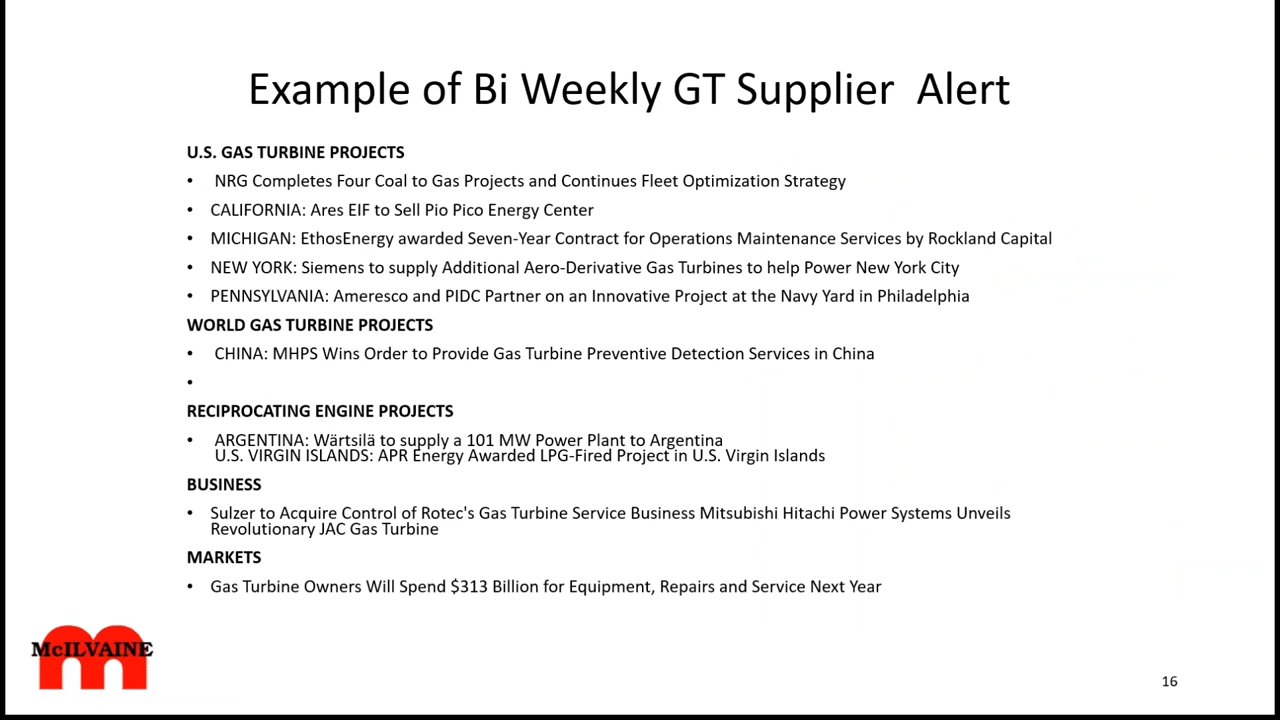 Example of Bi Weekly GT Supplier  Alert
U.S. GAS TURBINE PROJECTS
• NRG Completes Four Coal to Gas Projects and Continues Fleet Optimization Strategy
• CALIFORNIA: Ares EIF to Sell Pio Pico Energy Center
• MICHIGAN: EthosEnergy awarded Seven-Year Contract for Operations Maintenance Services by Rockland Capital
• NEW YORK: Siemens to supply Additional Aero-Derivative Gas Turbines to help Power New York City
• PENNSYLVANIA: Ameresco and PIDC Partner on an Innovative Project at the Navy Yard in Philadelphia
WORLD GAS TURBINE PROJECTS
• CHINA: MHPS Wins Order to Provide Gas Turbine Preventive Detection Services in China
•
RECIPROCATING ENGINE PROJECTS
• ARGENTINA: Wärtsilä to supply a 101 MW Power Plant to Argentina
U.S. VIRGIN ISLANDS: APR Energy Awarded LPG-Fired Project in U.S. Virgin Islands
BUSINESS
• Sulzer to Acquire Control of Rotec's Gas Turbine Service Business Mitsubishi Hitachi Power Systems Unveils
Revolutionary JAC Gas Turbine
MARKETS
• Gas Turbine Owners Will Spend $313 Billion for Equipment, Repairs and Service Next Year
McILVAINE
16